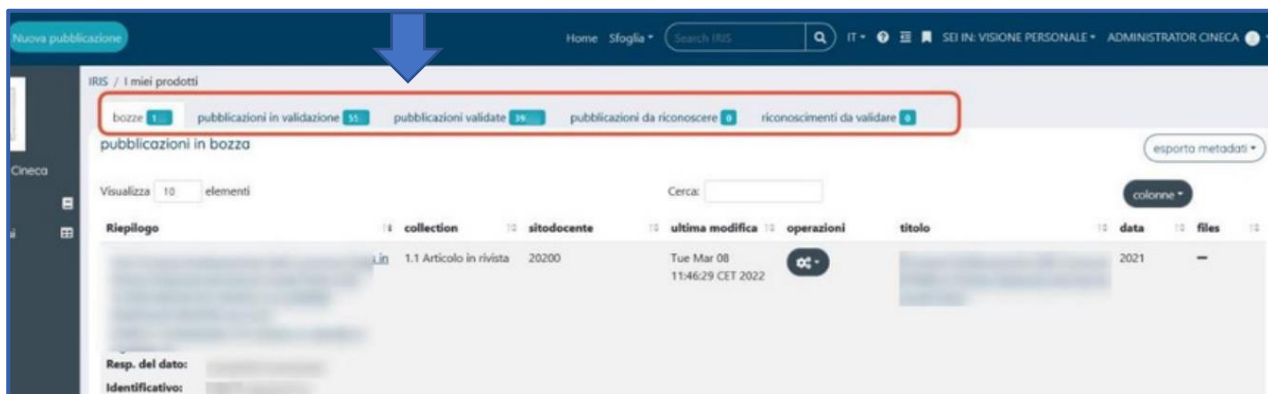 Nuova pubblicazione
Home Sfoglia Search IRIS IT SEI IN: VISIONE PERSONALE ADMINISTRATOR CINECA
IRIS / I miei prodotti
bozze 1... pubblicazioni in validazione 55 pubblicazioni validate 39... pubblicazioni da riconoscere 0 riconoscimenti da validare 0
pubblicazioni in bozza
esporta metadati
Cineca
Visualizza 10 elementi Cerca: colonne
Riepilogo collection sitodocente ultima modifica operazioni titolo data files
in 1.1 Articolo in rivista 20200 Tue Mar 08 2021 –
11:46:29 CET 2022
Resp. del dato:
Identificativo: